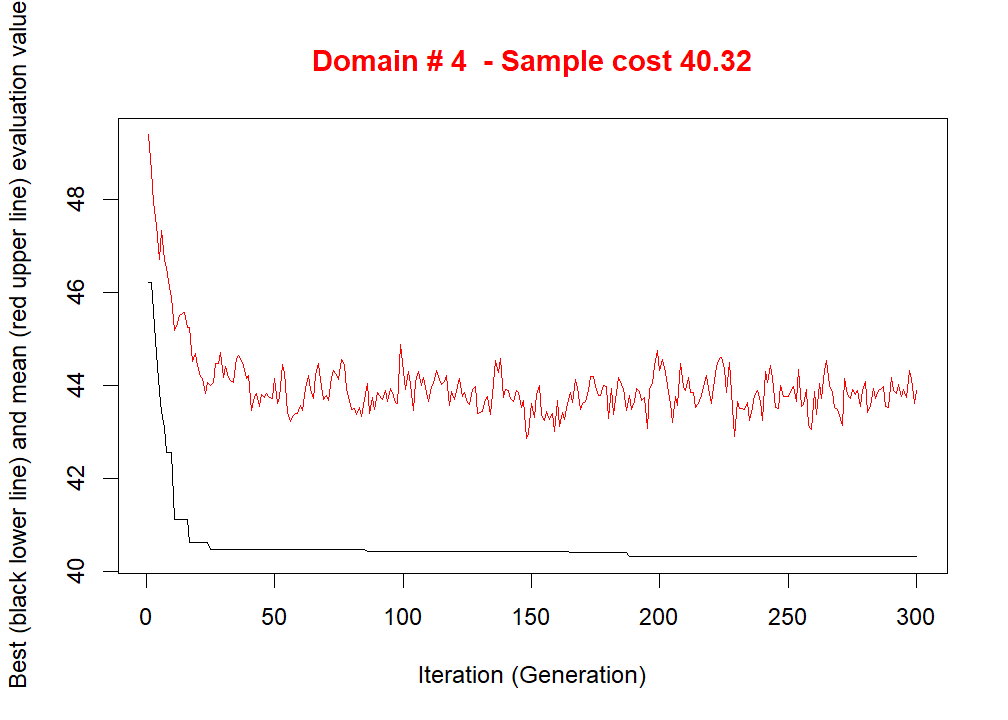 Domain # 4  - Sample cost 40.32
Best (black lower line) and mean (red upper line) evaluation value
48
46
44
42
40
0 50 100 150 200 250 300
Iteration (Generation)